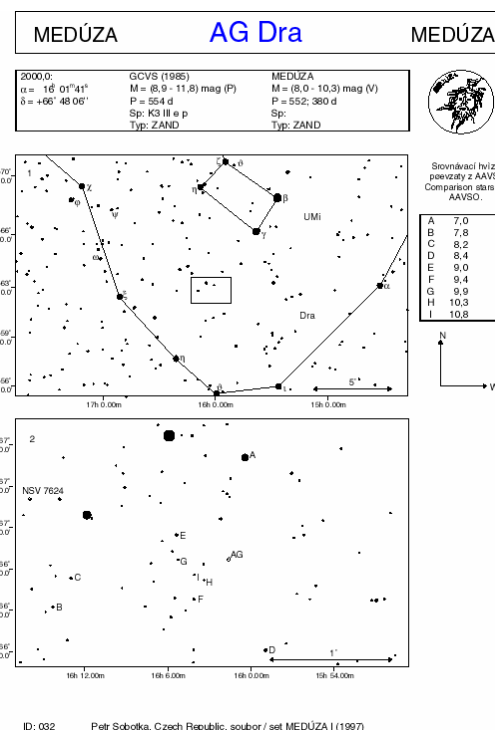 MEDÚZA AG Dra MEDÚZA
2000,0: GCVS (1985) MEDÚZA
α = 16h 01m 41s M = (8,9 - 11,8) mag (P) M = (8,0 - 10,3) mag (V)
δ = +66° 48 06'' P = 554 d P = 552; 380 d
Sp: K3 III e p Sp:
Typ: ZAND Typ: ZAND
Srovnávací hvíz
peevzaty z AAVS
Comparison stars
AAVSO.
A 7,0
B 7,8
C 8,2
D 8,4
E 9,0
F 9,4
G 9,9
H 10,3
I 10,8
N
W
1
ζ
θ
η
β
γ
UMi
χ
φ
ψ
ω
ξ
α
Dra
η
θ
ι
5°
17h 0.00m 16h 0.00m 15h 0.00m
2
A
NSV 7624
E
G
AG
C
I
H
B
F
D
1°
16h 12.00m 16h 6.00m 16h 0.00m 15h 54.00m
ID: 032 Petr Sobotka, Czech Republic, soubor / set MEDÚZA I (1997)